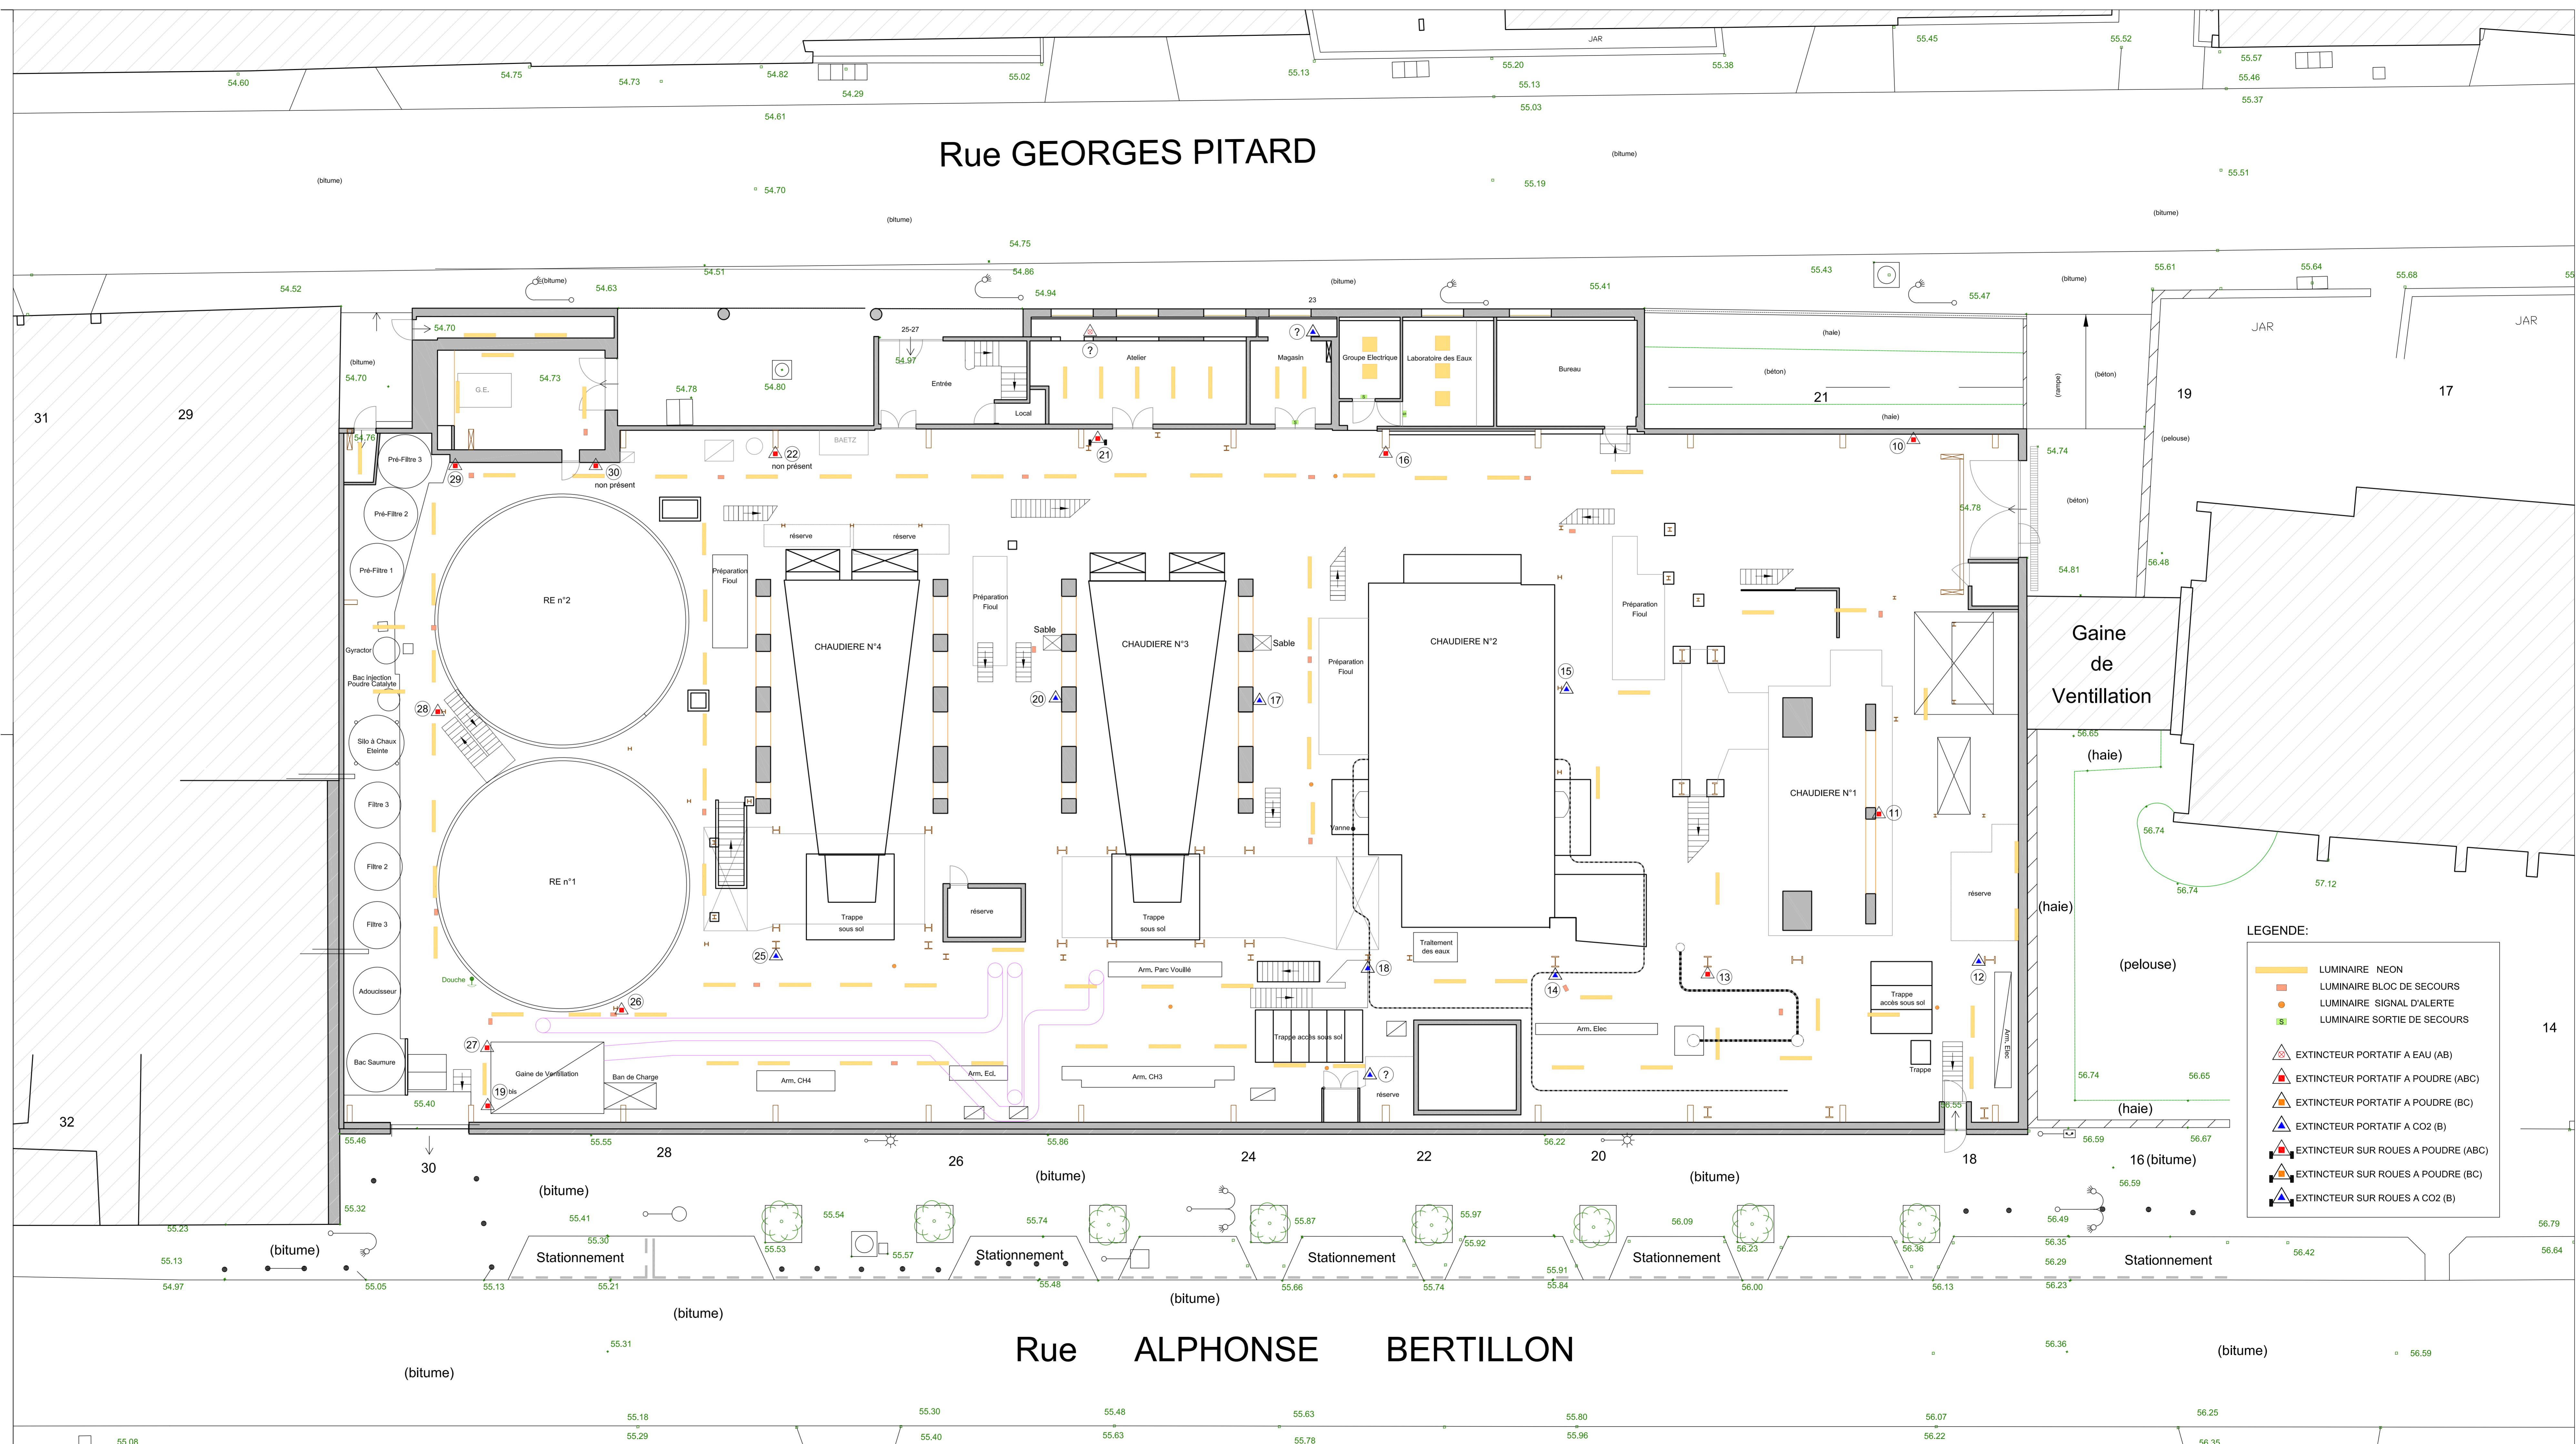 JAR
55.45
55.52
55.57
54.60
54.75
54.73
54.82
54.29
55.02
55.13
55.20
55.38
55.46
55.13
55.37
54.61
55.03
Rue GEORGES PITARD
(bitume)
(bitume)
54.70
55.19
55.51
(bitume)
(bitume)
54.75
54.51
54.86
55.43
55.61
55.64
55.68
54.52
(bitume)
54.63
54.94
(bitume)
55.41
55.47
(bitume)
23
54.70
25-27
?
?
(haie)
JAR
JAR
(bitume)
54.70
G.E.
54.73
54.78
54.80
54.97
Entrée
Local
Atelier
Magasin
Groupe Electrique
Laboratoire des Eaux
Bureau
(béton)
21
(haie)
(rampe)
(béton)
19
17
31
29
54.76
BAETZ
(pelouse)
Pré-Filtre 3
29
30
non présent
22
non présent
21
16
10
54.74
Pré-Filtre 2
54.78
(béton)
Pré-Filtre 1
réserve
réserve
Préparation
Fioul
54.81
56.48
RE n°2
Préparation
Fioul
Préparation
Fioul
Sable
Sable
CHAUDIERE N°4
CHAUDIERE N°3
CHAUDIERE N°2
Gyractor
Préparation
Fioul
15
Gaine
de
Ventillation
Bac Injection
Poudre Catalyte
28
20
17
56.65
(haie)
Silo à Chaux
Eteinte
Filtre 3
CHAUDIERE N°1
11
Vanne
56.74
Filtre 2
RE n°1
56.74
57.12
réserve
réserve
(haie)
Filtre 3
Trappe
sous sol
Trappe
sous sol
Traitement
des eaux
25
18
14
13
12
(pelouse)
Arm. Parc Vouillé
Douche
Adoucisseur
26
Trappe
accès sous sol
Arm. Elec
Arm. Elec
Trappe accès sous sol
27
Bac Saumure
Gaine de Ventillation
Ban de Charge
Arm. CH4
Arm. Ecl.
Arm. CH3
?
réserve
Trappe
19 bis
55.40
56.55
56.74
56.65
(haie)
32
55.46
55.55
55.86
56.22
56.59
56.67
30
28
26
24
22
20
18
16
(bitume)
14
(bitume)
(bitume)
(bitume)
56.59
LEGENDE:
LUMINAIRE NEON
LUMINAIRE BLOC DE SECOURS
LUMINAIRE SIGNAL D'ALERTE
S
LUMINAIRE SORTIE DE SECOURS
EXTINCTEUR PORTATIF A EAU (AB)
EXTINCTEUR PORTATIF A POUDRE (ABC)
EXTINCTEUR PORTATIF A POUDRE (BC)
EXTINCTEUR PORTATIF A CO2 (B)
EXTINCTEUR SUR ROUES A POUDRE (ABC)
EXTINCTEUR SUR ROUES A POUDRE (BC)
EXTINCTEUR SUR ROUES A CO2 (B)
55.23
55.32
55.41
55.54
55.74
55.87
55.97
56.09
56.49
56.79
(bitume)
55.30
55.53
55.57
55.92
56.23
56.36
56.35
56.42
56.64
55.13
Stationnement
Stationnement
Stationnement
Stationnement
56.29
Stationnement
55.91
54.97
55.05
55.13
55.21
55.48
55.66
55.74
55.84
56.00
56.13
56.23
(bitume)
(bitume)
55.31
Rue ALPHONSE BERTILLON
56.36
(bitume)
56.59
(bitume)
55.18
55.30
55.48
55.63
55.80
56.07
56.25
55.29
55.40
55.63
55.78
55.96
56.22
56.35
55.08